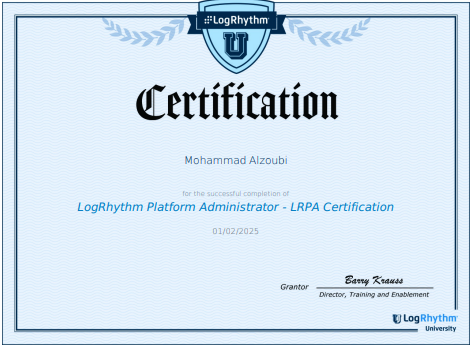 LogRhythm
U
Certification
Mohammad Alzoubi
for the successful completion of
LogRhythm Platform Administrator - LRPA Certification
01/02/2025
Grantor
Barry Krauss
Director, Training and Enablement
U LogRhythm
University